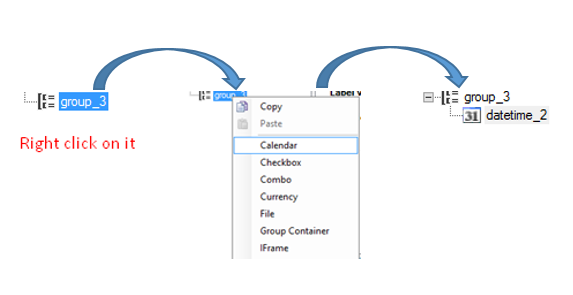 group_3
Right click on it
group_3
Label v
Copy
Paste
Calendar
Checkbox
Combo
Currency
File
Group Container
IFrame
group_3
31 datetime_2